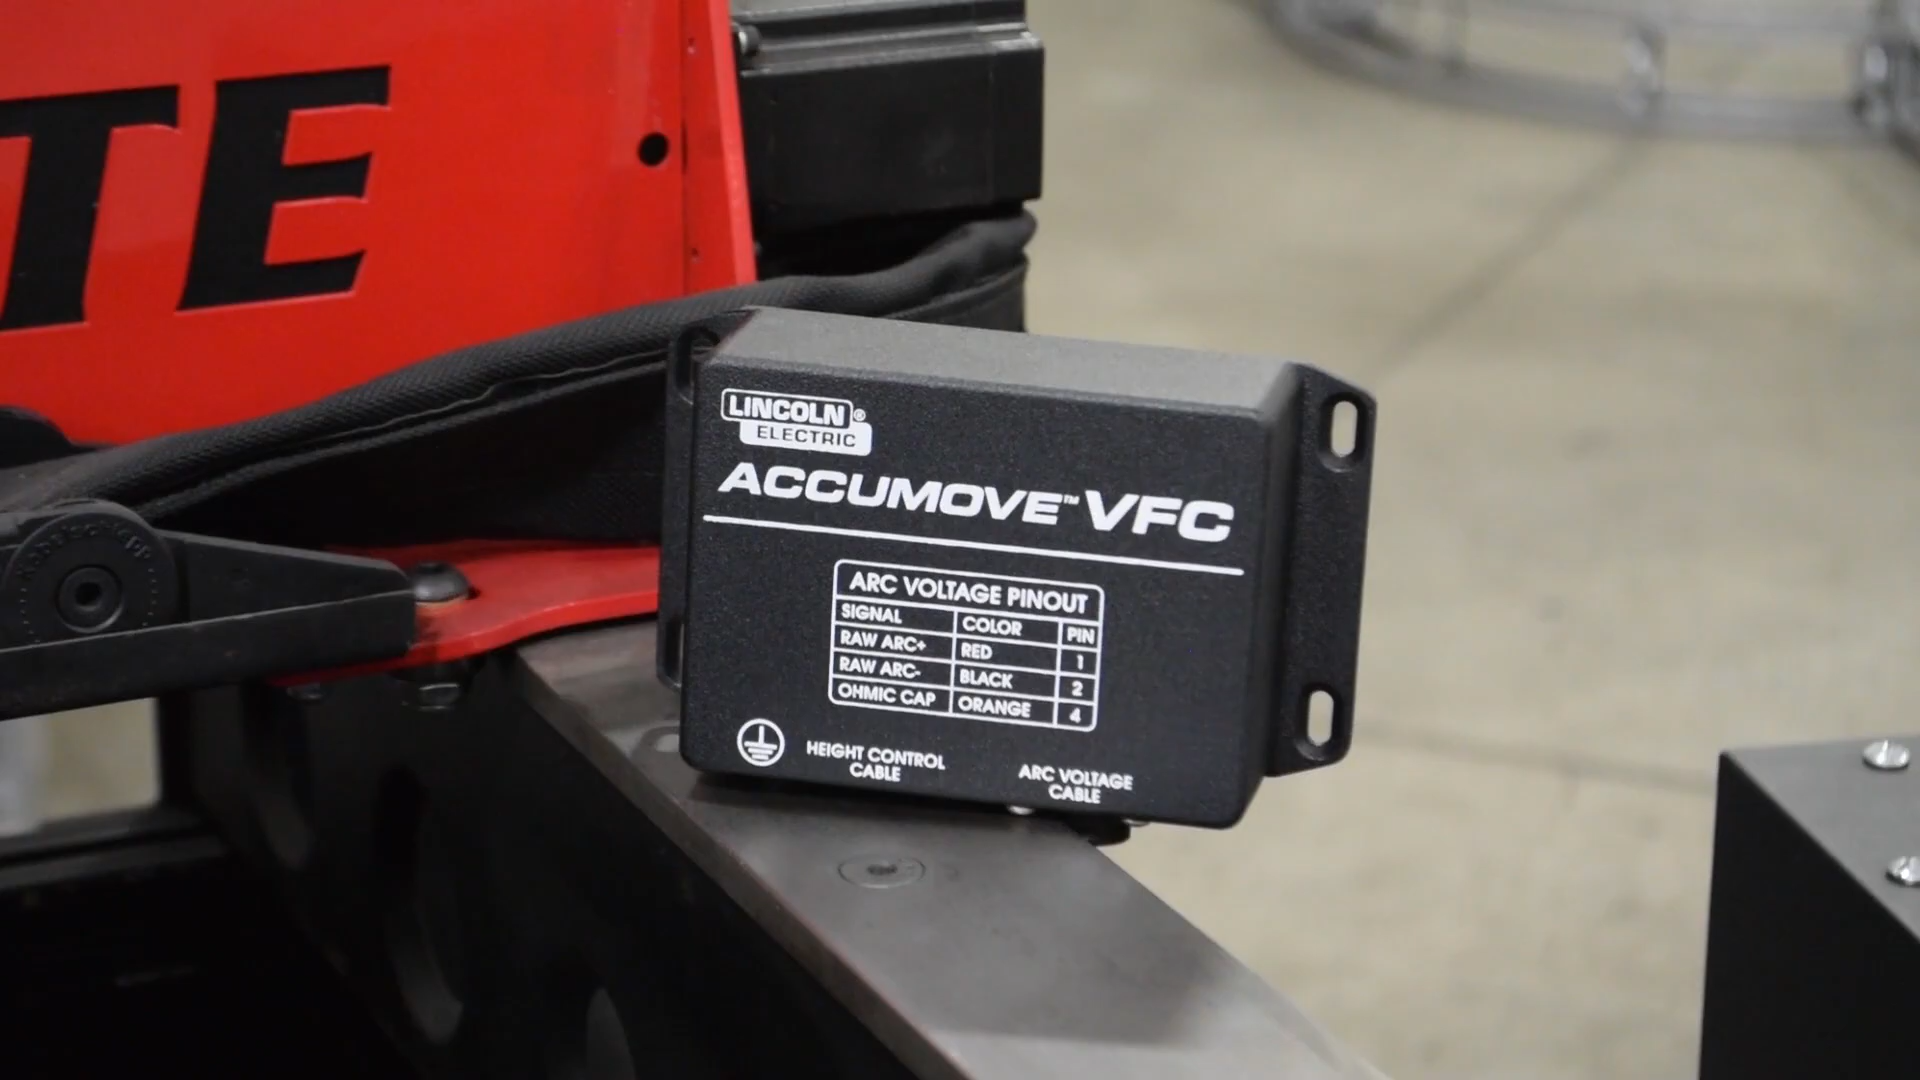 TE
LINCOLN®
ELECTRIC
ACCUMOVE™ VFC
ARC VOLTAGE PINOUT
SIGNAL COLOR PIN
RAW ARC+ RED 1
RAW ARC- BLACK 2
OHMIC CAP ORANGE 4
HEIGHT CONTROL
CABLE
ARC VOLTAGE
CABLE